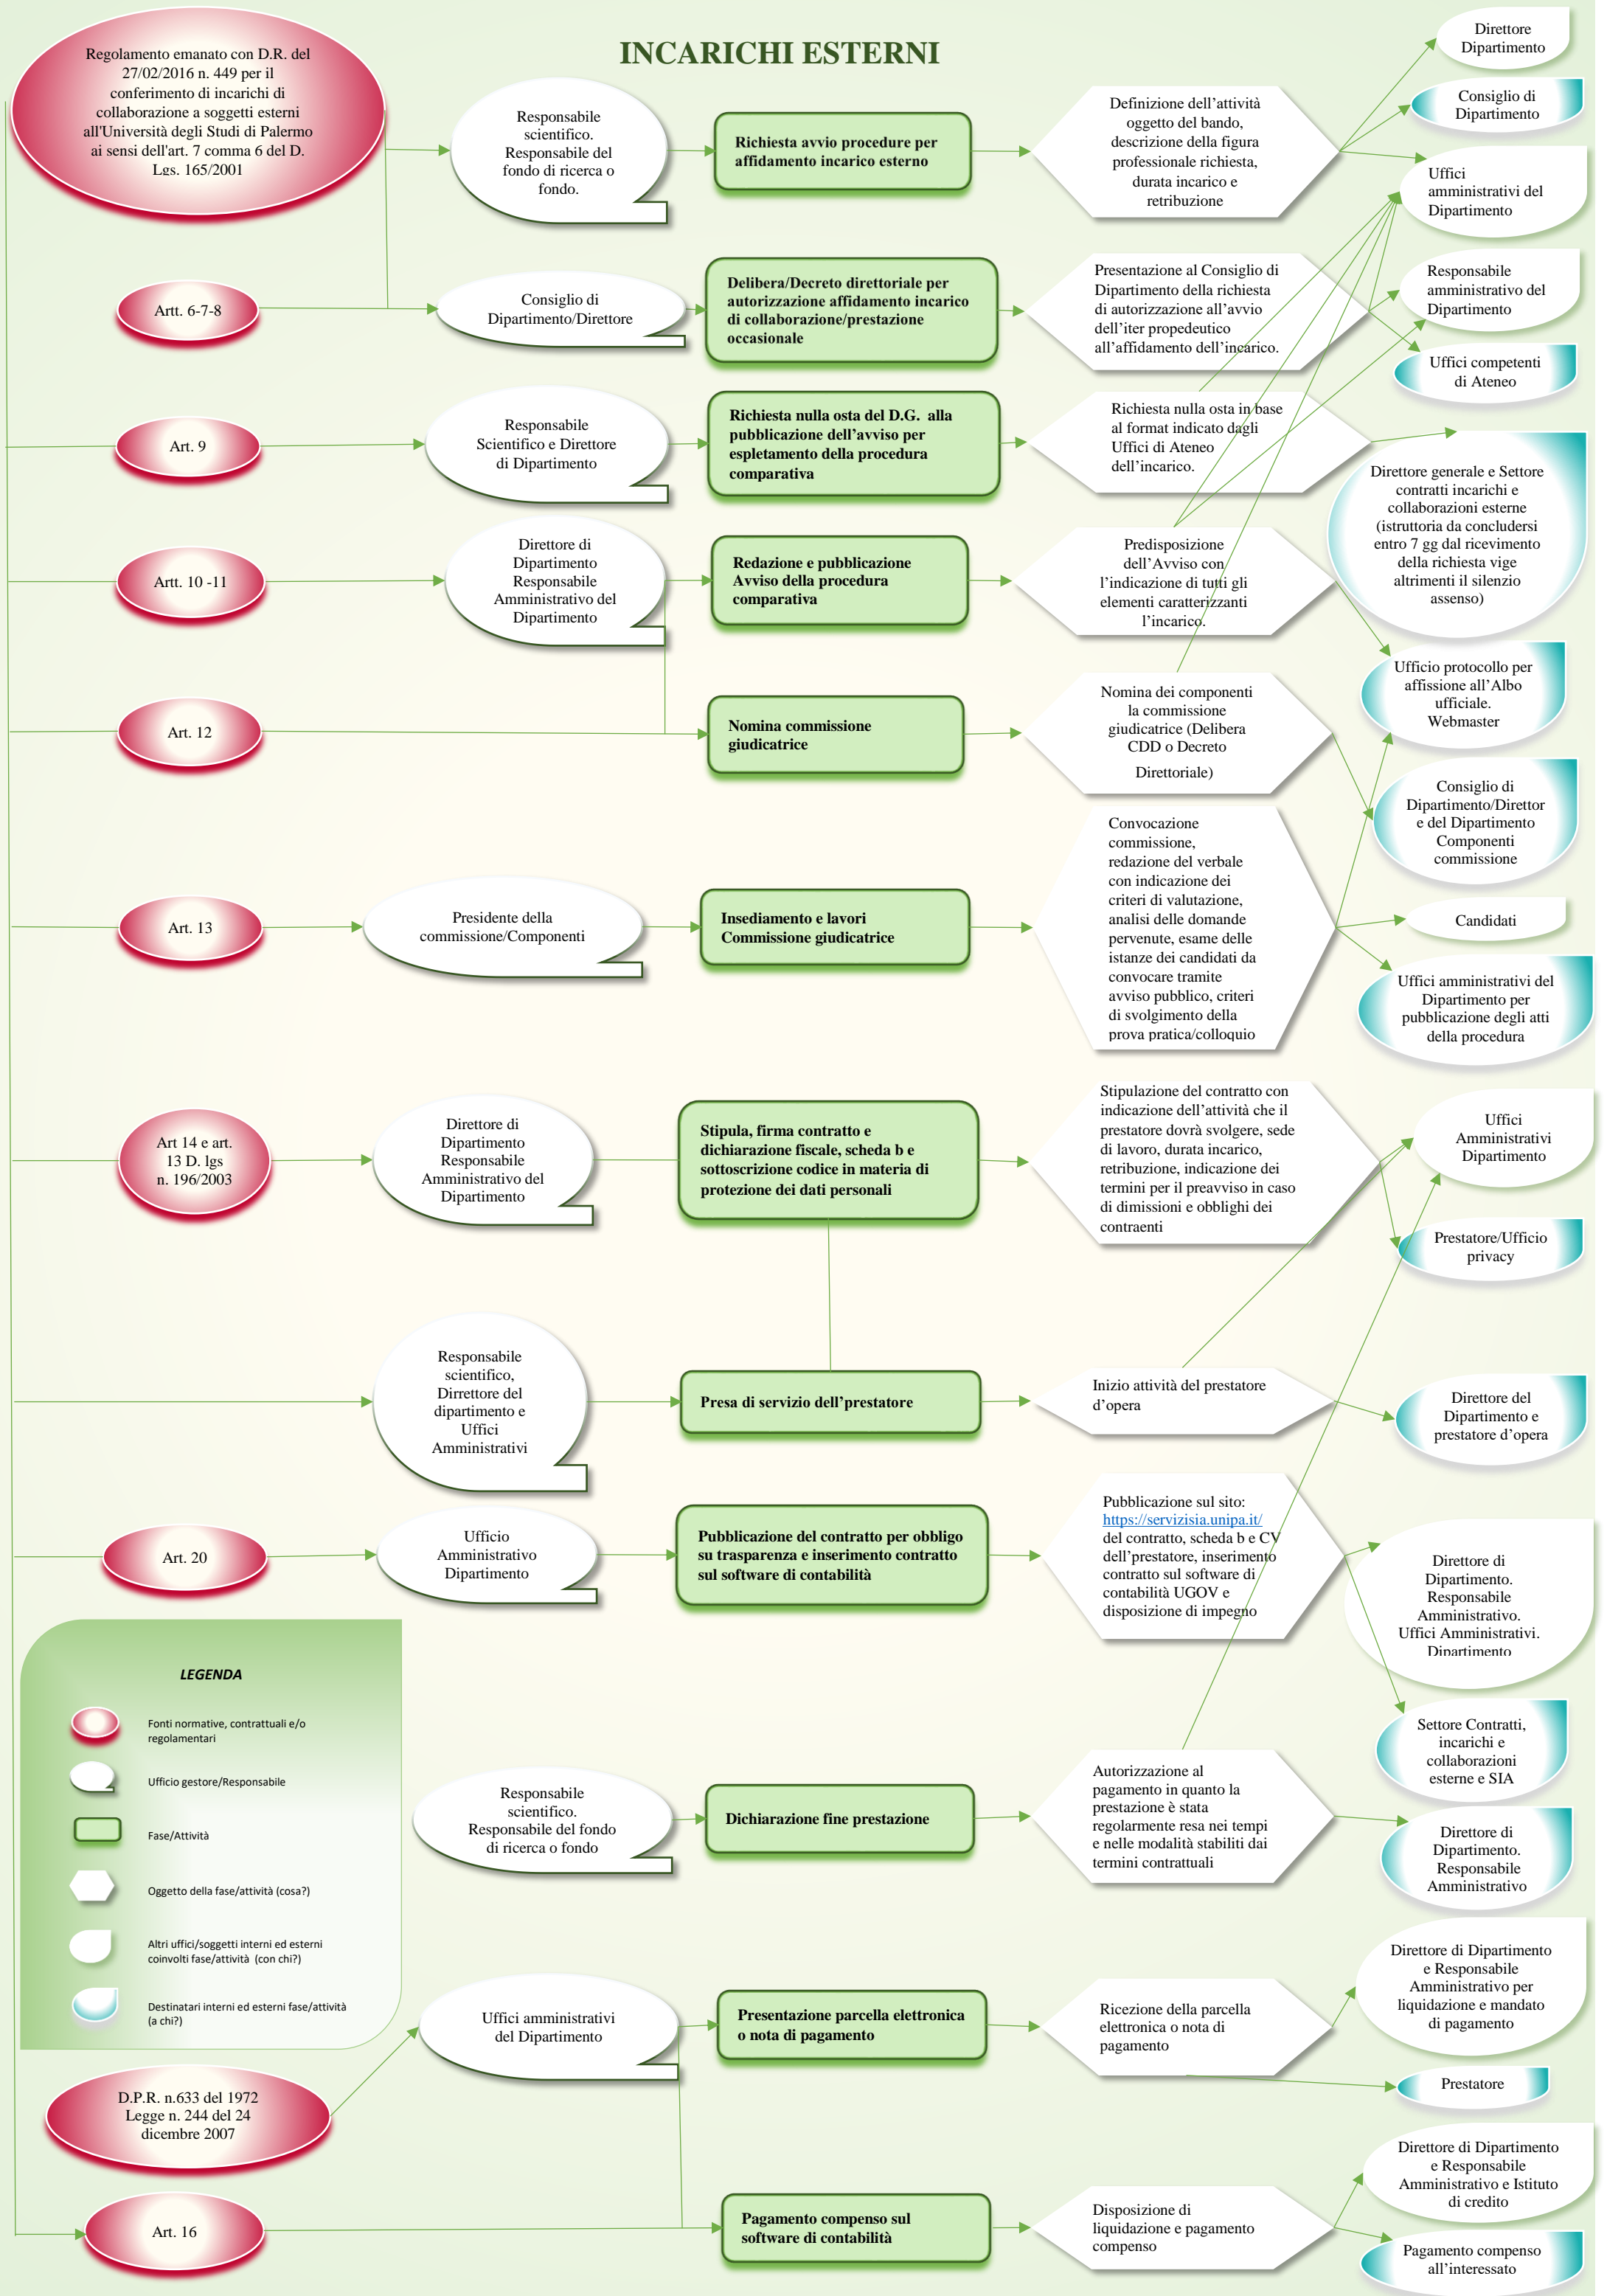 INCARICHI ESTERNI
Regolamento emanato con D.R. del
27/02/2016 n. 449 per il
conferimento di incarichi di
collaborazione a soggetti esterni
all'Università degli Studi di Palermo
ai sensi dell'art. 7 comma 6 del D.
Lgs. 165/2001
Responsabile
scientifico.
Responsabile del
fondo di ricerca o
fondo.
Richiesta avvio procedure per
affidamento incarico esterno
Definizione dell'attività
oggetto del bando,
descrizione della figura
professionale richiesta,
durata incarico e
retribuzione
Direttore
Dipartimento
Consiglio di
Dipartimento
Uffici
amministrativi del
Dipartimento
Artt. 6-7-8
Consiglio di
Dipartimento/Direttore
Delibera/Decreto direttoriale per
autorizzazione affidamento incarico
di collaborazione/prestazione
occasionale
Presentazione al Consiglio di
Dipartimento della richiesta
di autorizzazione all'avvio
dell'iter propedeutico
all'affidamento dell'incarico.
Responsabile
amministrativo del
Dipartimento
Uffici competenti
di Ateneo
Art. 9
Responsabile
Scientifico e Direttore
di Dipartimento
Richiesta nulla osta del D.G.  alla
pubblicazione dell'avviso per
espletamento della procedura
comparativa
Richiesta nulla osta in base
al format indicato dagli
Uffici di Ateneo
dell'incarico.
Direttore generale e Settore
contratti incarichi e
collaborazioni esterne
(istruttoria da concludersi
entro 7 gg dal ricevimento
della richiesta vige
altrimenti il silenzio
assenso)
Artt. 10 -11
Direttore di
Dipartimento
Responsabile
Amministrativo del
Dipartimento
Redazione e pubblicazione
Avviso della procedura
comparativa
Predisposizione
dell'Avviso con
l'indicazione di tutti gli
elementi caratterizzanti
l'incarico.
Ufficio protocollo per
affissione all'Albo
ufficiale.
Webmaster
Art. 12
Nomina commissione
giudicatrice
Nomina dei componenti
la commissione
giudicatrice (Delibera
CDD o Decreto
Direttoriale)
Consiglio di
Dipartimento/Direttor
e del Dipartimento
Componenti
commissione
Art. 13
Presidente della
commissione/Componenti
Insediamento e lavori
Commissione giudicatrice
Convocazione
commissione,
redazione del verbale
con indicazione dei
criteri di valutazione,
analisi delle domande
pervenute, esame delle
istanze dei candidati da
convocare tramite
avviso pubblico, criteri
di svolgimento della
prova pratica/colloquio
Candidati
Uffici amministrativi del
Dipartimento per
pubblicazione degli atti
della procedura
Art 14 e art.
13 D. lgs
n. 196/2003
Direttore di
Dipartimento
Responsabile
Amministrativo del
Dipartimento
Stipula, firma contratto e
dichiarazione fiscale, scheda b e
sottoscrizione codice in materia di
protezione dei dati personali
Stipulazione del contratto con
indicazione dell'attività che il
prestatore dovrà svolgere, sede
di lavoro, durata incarico,
retribuzione, indicazione dei
termini per il preavviso in caso
di dimissioni e obblighi dei
contraenti
Uffici
Amministrativi
Dipartimento
Prestatore/Ufficio
privacy
Responsabile
scientifico,
Dirrettore del
dipartimento e
Uffici
Amministrativi
Presa di servizio dell'prestatore
Inizio attività del prestatore
d'opera
Direttore del
Dipartimento e
prestatore d'opera
Art. 20
Ufficio
Amministrativo
Dipartimento
Pubblicazione del contratto per obbligo
su trasparenza e inserimento contratto
sul software di contabilità
Pubblicazione sul sito:
https://servizisia.unipa.it/
del contratto, scheda b e CV
dell'prestatore, inserimento
contratto sul software di
contabilità UGOV e
disposizione di impegno
Direttore di
Dipartimento.
Responsabile
Amministrativo.
Uffici Amministrativi.
Dipartimento
Settore Contratti,
incarichi e
collaborazioni
esterne e SIA
LEGENDA
Fonti normative, contrattuali e/o
regolamentari
Ufficio gestore/Responsabile
Fase/Attività
Oggetto della fase/attività (cosa?)
Altri uffici/soggetti interni ed esterni
coinvolti fase/attività  (con chi?)
Destinatari interni ed esterni fase/attività
(a chi?)
Responsabile
scientifico.
Responsabile del fondo
di ricerca o fondo
Dichiarazione fine prestazione
Autorizzazione al
pagamento in quanto la
prestazione è stata
regolarmente resa nei tempi
e nelle modalità stabiliti dai
termini contrattuali
Direttore di
Dipartimento.
Responsabile
Amministrativo
D.P.R. n.633 del 1972
Legge n. 244 del 24
dicembre 2007
Uffici amministrativi
del Dipartimento
Presentazione parcella elettronica
o nota di pagamento
Ricezione della parcella
elettronica o nota di
pagamento
Direttore di Dipartimento
e Responsabile
Amministrativo per
liquidazione e mandato
di pagamento
Prestatore
Art. 16
Pagamento compenso sul
software di contabilità
Disposizione di
liquidazione e pagamento
compenso
Direttore di Dipartimento
e Responsabile
Amministrativo e Istituto
di credito
Pagamento compenso
all'interessato